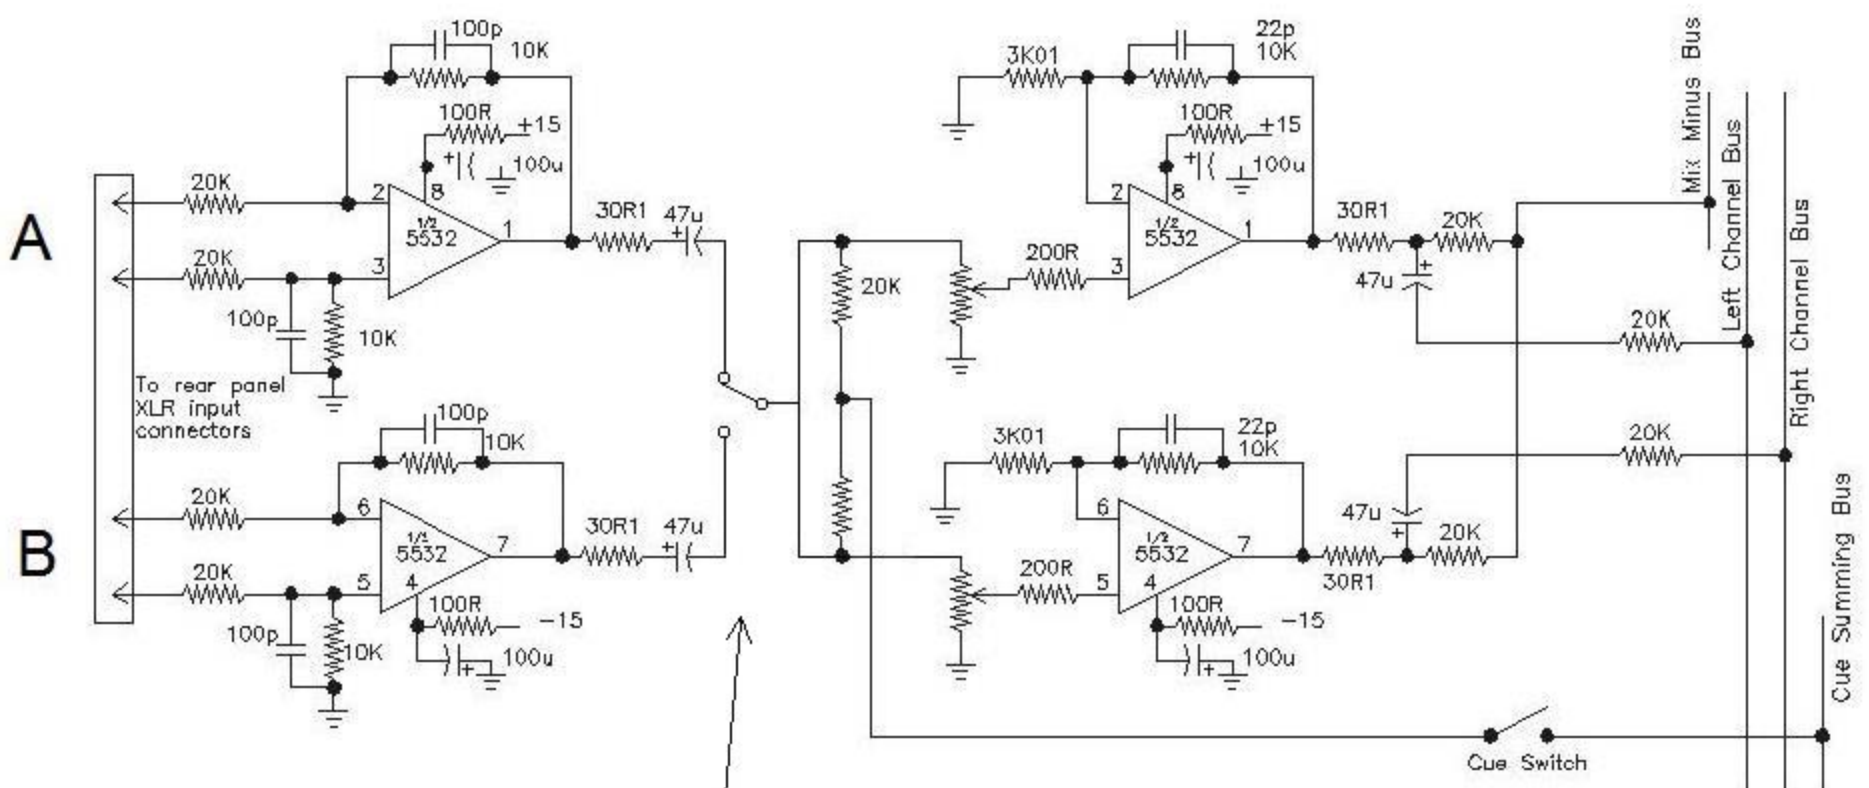 100p
10K
100R
+15
+
100u
20K
2
8
1/2
5532
1
30R1
47u
+
A
20K
3
100p
10K
To rear panel
XLR input
connectors
100p
10K
20K
6
1/2
5532
7
30R1
47u
+
B
20K
5
4
100R
-15
100p
10K
+
100u
3K01
22p
10K
100R
+15
+
100u
2
8
1/2
5532
1
30R1
20K
200R
3
20K
+
47u
20K
3K01
22p
10K
6
1/2
5532
7
47u
+
20K
20K
200R
5
4
30R1
100R
-15
+
100u
Cue Switch
Mix Minus Bus
Left Channel Bus
Right Channel Bus
Cue Summing Bus